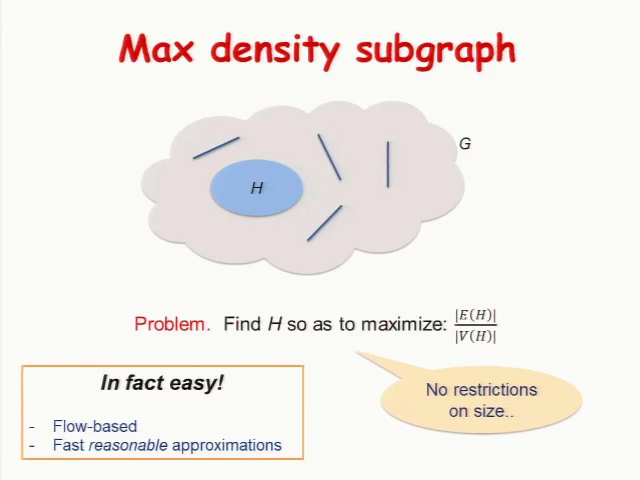 Max density subgraph
G
H
Problem. Find H so as to maximize: |E(H)| / |V(H)|
In fact easy!
- Flow-based
- Fast reasonable approximations
No restrictions
on size..